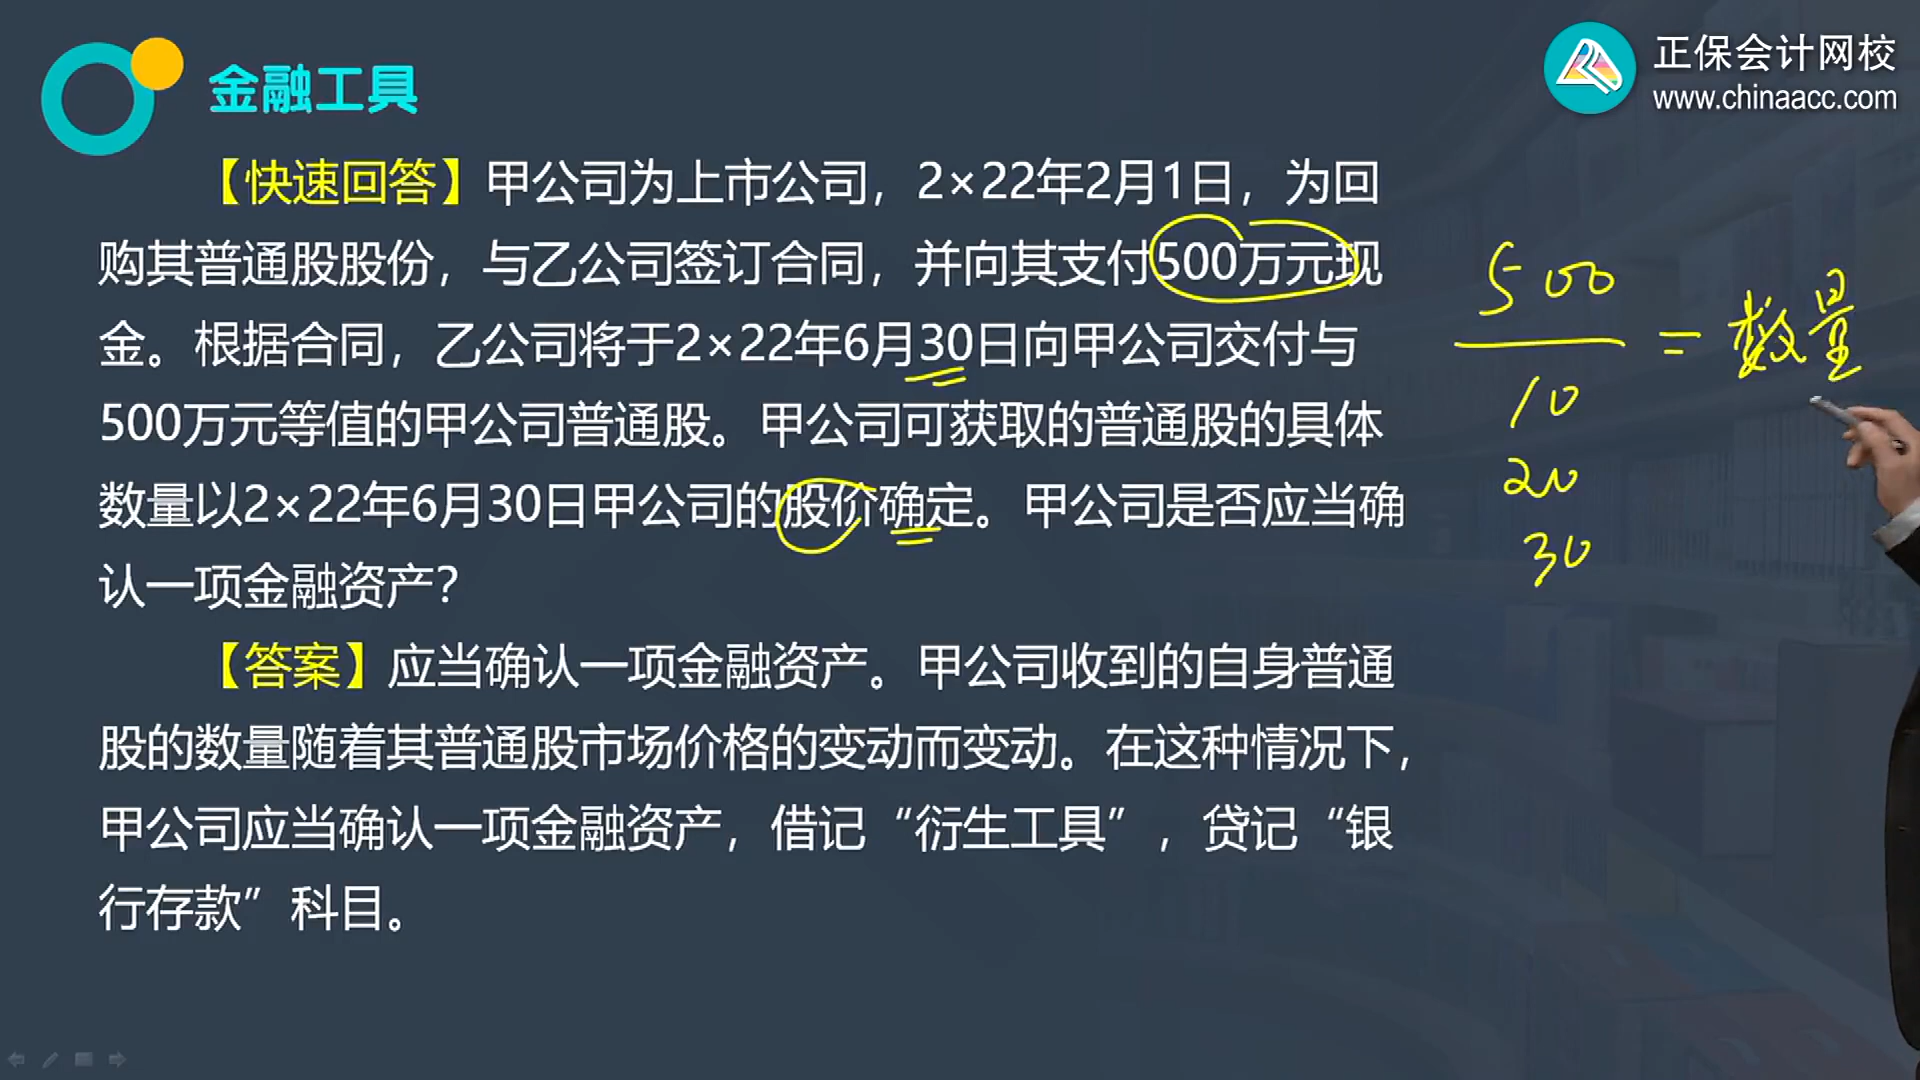 金融工具
正保会计网校
www.chinaacc.com
【快速回答】甲公司为上市公司，2×22年2月1日，为回
购其普通股股份，与乙公司签订合同，并向其支付500万元现
金。根据合同，乙公司将于2×22年6月30日向甲公司交付与
500万元等值的甲公司普通股。甲公司可获取的普通股的具体
数量以2×22年6月30日甲公司的股价确定。甲公司是否应当确
认一项金融资产？
【答案】应当确认一项金融资产。甲公司收到的自身普通
股的数量随着其普通股市场价格的变动而变动。在这种情况下，
甲公司应当确认一项金融资产，借记“衍生工具”，贷记“银
行存款”科目。
500
= 数量
10
20
30